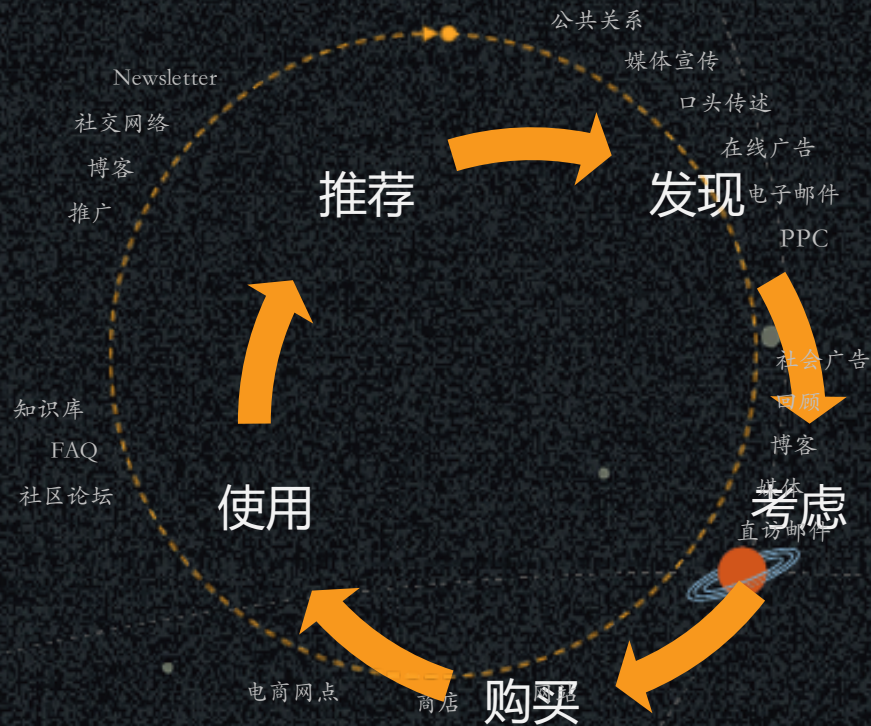 公共关系
媒体宣传
Newsletter
口头传述
社交网络
在线广告
博客
推荐
发现
电子邮件
推广
PPC
社会广告
回顾
知识库
博客
FAQ
媒体
社区论坛
使用
考虑
直访邮件
电商网点
商店
购买
网站